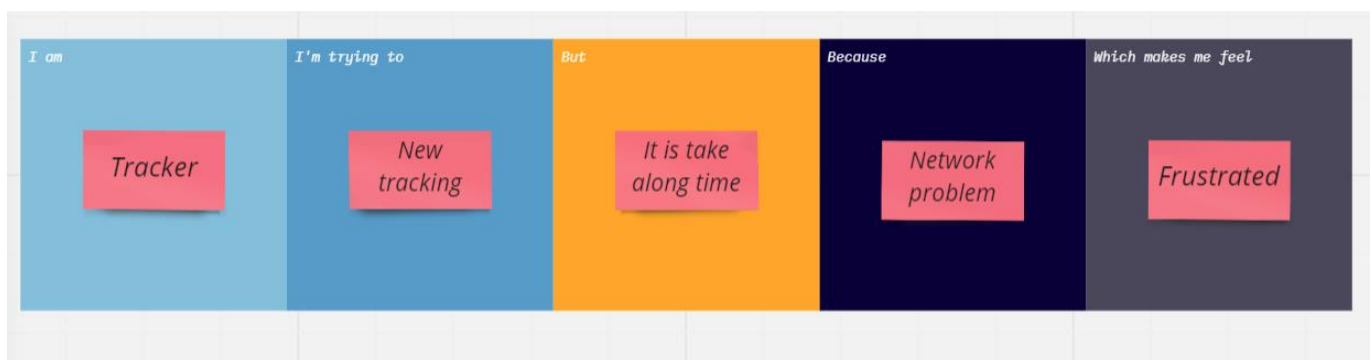 I am
I'm trying to
But
Because
Which makes me feel
Tracker
New
tracking
It is take
along time
Network
problem
Frustrated